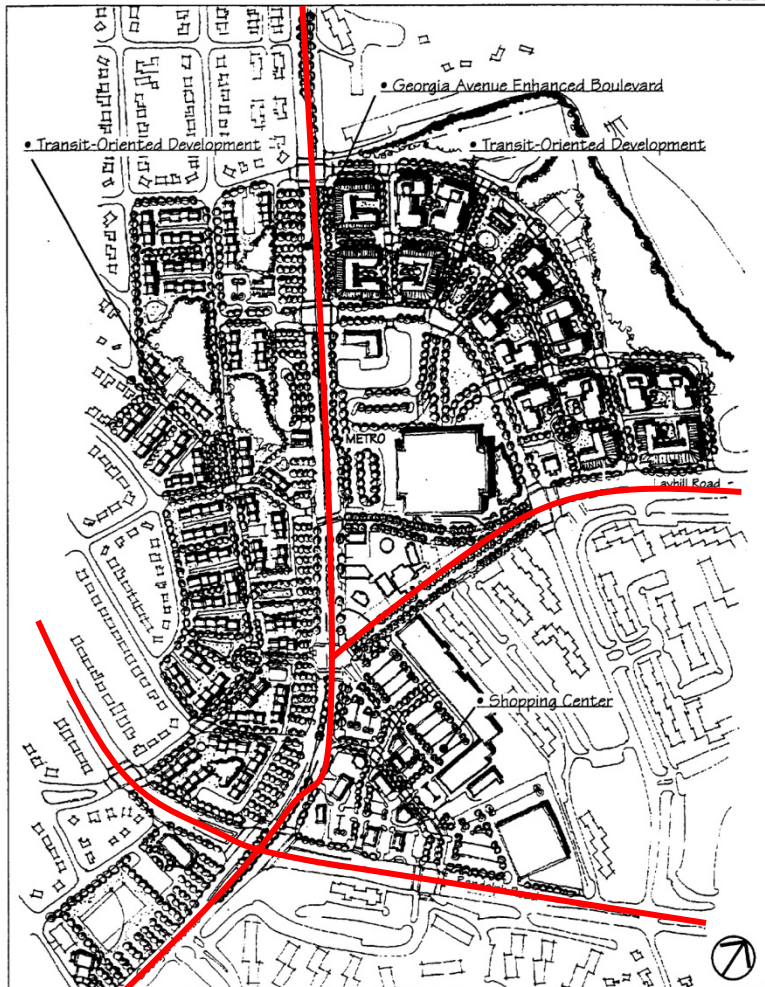 • Georgia Avenue Enhanced Boulevard
• Transit-Oriented Development
• Transit-Oriented Development
METRO
Layhill Road
• Shopping Center